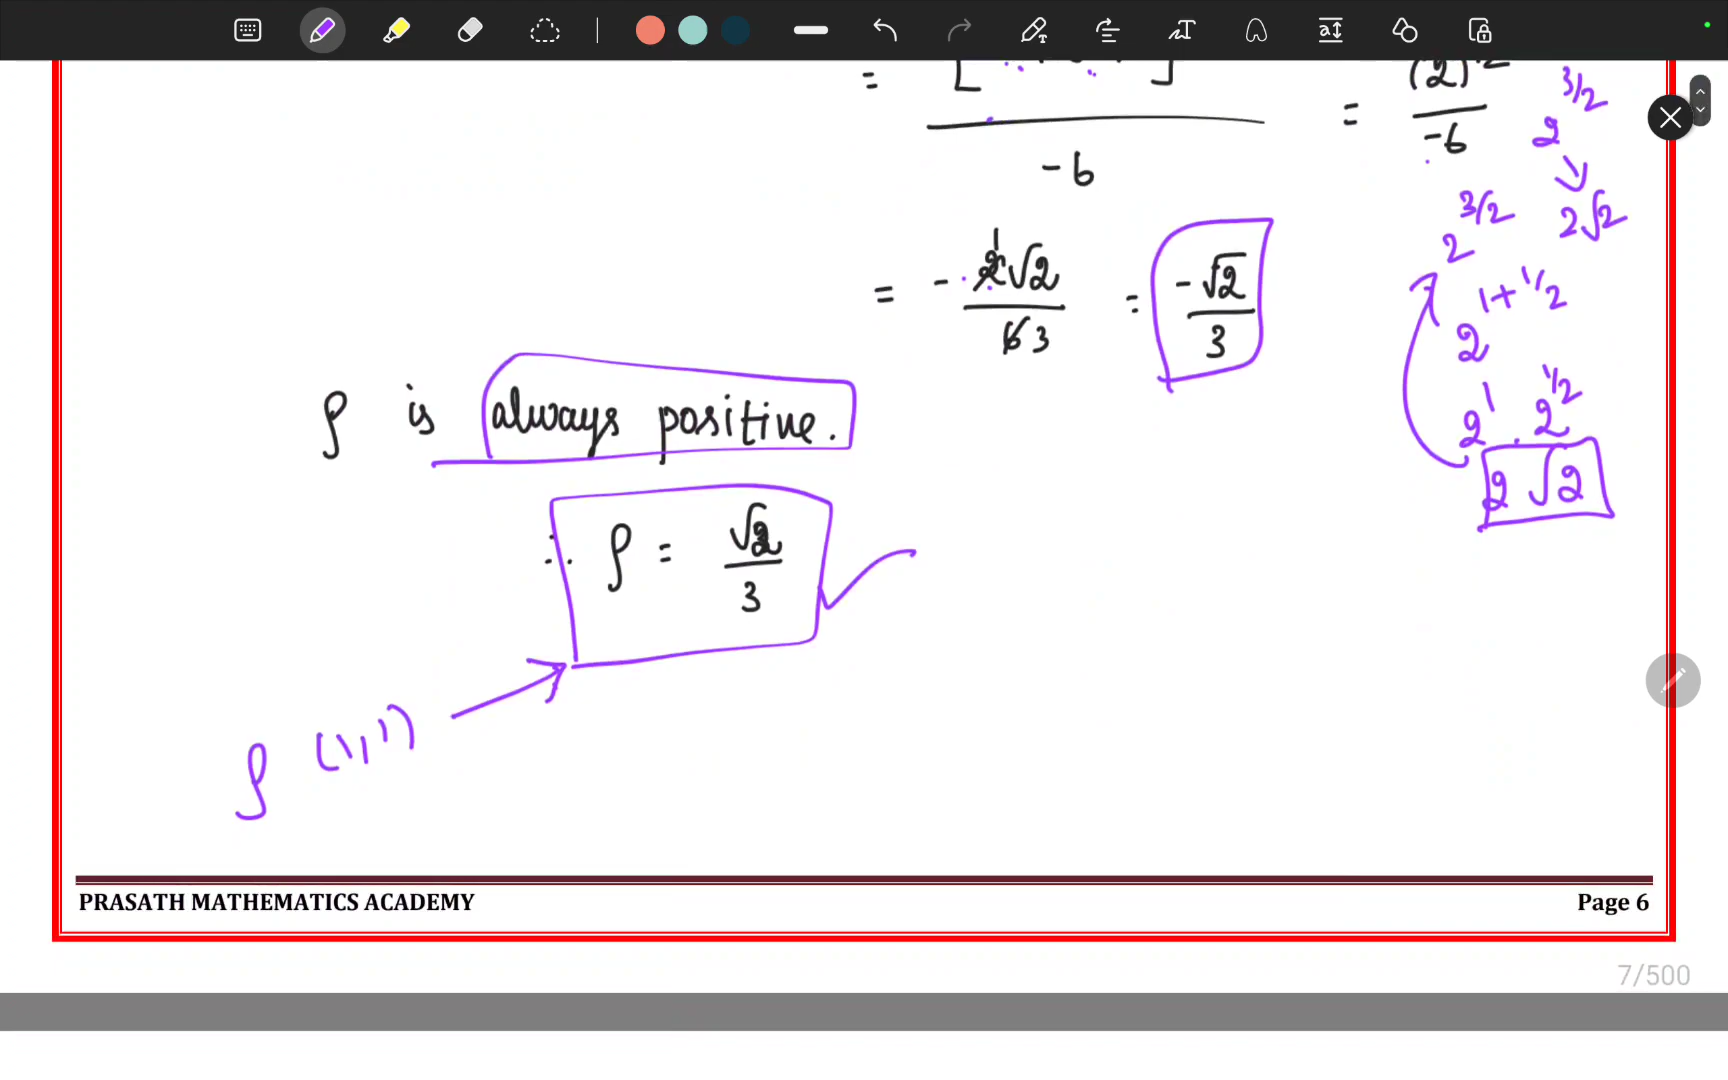 =
-6
= (2)^{3/2}
-6
2^{3/2}
↓
2√2
= - 2√2 1
6 3
= -√2
3
2^{3/2}
2^{1+1/2}
2^1 . 2^{1/2}
2 √2
ρ is always positive.
∴ ρ = √2
3
ρ (1,1)
PRASATH MATHEMATICS ACADEMY
Page 6
7/500